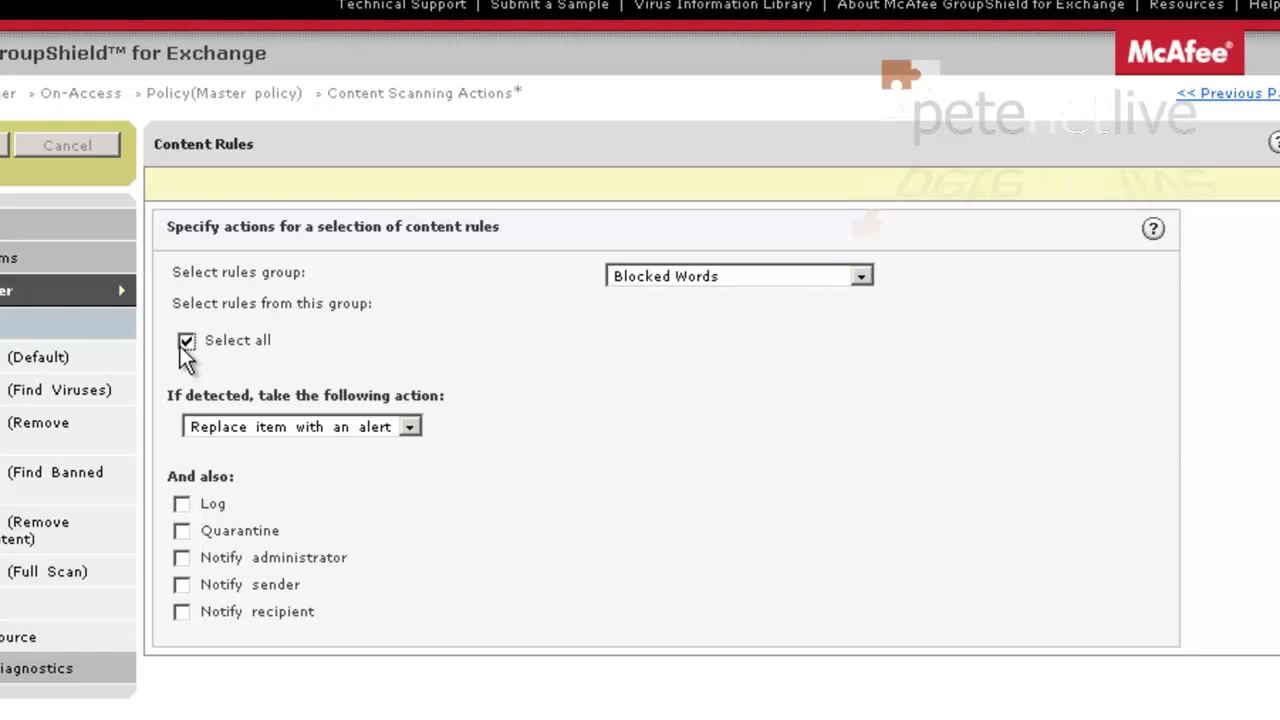 Technical Support | Submit a Sample | Virus Information Library | About McAfee GroupShield for Exchange | Resources | Help
roupShield™ for Exchange
McAfee®
er » On-Access » Policy(Master policy) » Content Scanning Actions*
<< Previous Pa
petenetlive
Cancel
Content Rules
?
Specify actions for a selection of content rules
?
Select rules group:
Blocked Words
Select rules from this group:
Select all
If detected, take the following action:
Replace item with an alert
And also:
Log
Quarantine
Notify administrator
Notify sender
Notify recipient
ms
er
(Default)
(Find Viruses)
(Remove
(Find Banned
(Remove
tent)
(Full Scan)
ource
iagnostics